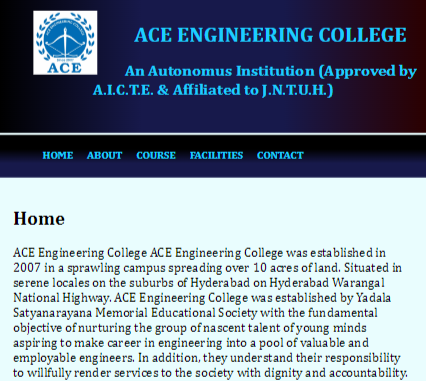 ACE
ACE ENGINEERING COLLEGE
An Autonomus Institution (Approved by
A.I.C.T.E. & Affiliated to J.N.T.U.H.)
HOME ABOUT COURSE FACILITIES CONTACT
Home
ACE Engineering College ACE Engineering College was established in
2007 in a sprawling campus spreading over 10 acres of land. Situated in
serene locales on the suburbs of Hyderabad on Hyderabad Warangal
National Highway. ACE Engineering College was established by Yadala
Satyanarayana Memorial Educational Society with the fundamental
objective of nurturing the group of nascent talent of young minds
aspiring to make career in engineering into a pool of valuable and
employable engineers. In addition, they understand their responsibility
to willfully render services to the society with dignity and accountability.